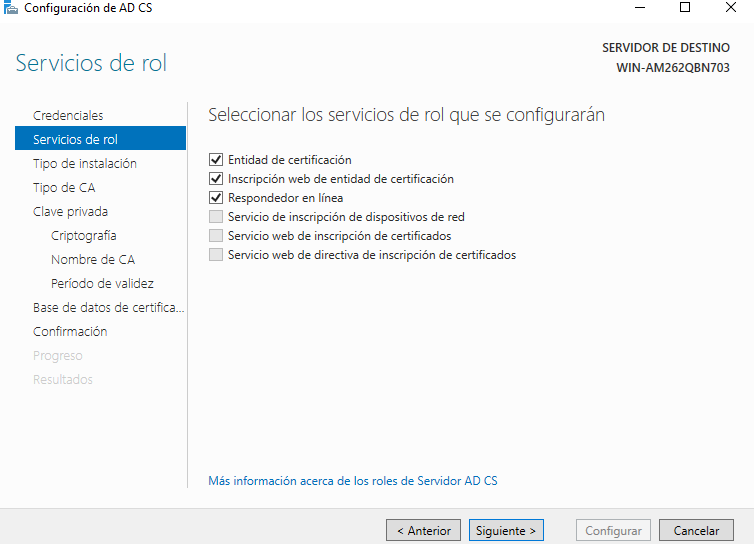 Configuración de AD CS
Servicios de rol
SERVIDOR DE DESTINO
WIN-AM262QBN703
Credenciales
Servicios de rol
Tipo de instalación
Tipo de CA
Clave privada
Criptografía
Nombre de CA
Período de validez
Base de datos de certifica...
Confirmación
Progreso
Resultados
Seleccionar los servicios de rol que se configurarán
Entidad de certificación
Inscripción web de entidad de certificación
Respondedor en línea
Servicio de inscripción de dispositivos de red
Servicio web de inscripción de certificados
Servicio web de directiva de inscripción de certificados
Más información acerca de los roles de Servidor AD CS
< Anterior
Siguiente >
Configurar
Cancelar